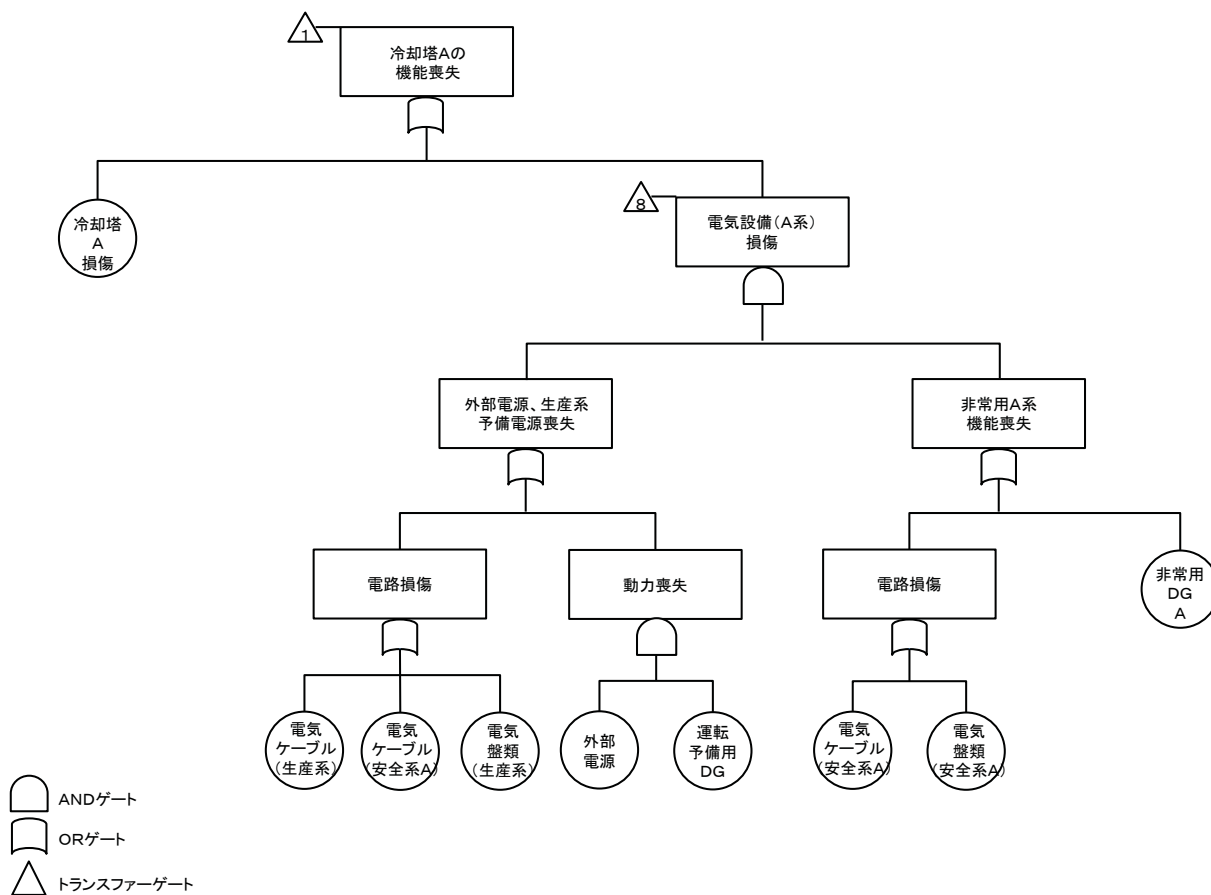 1
冷却塔Aの
機能喪失
冷却塔
A
損傷
8
電気設備(A系)
損傷
外部電源、生産系
予備電源喪失
非常用A系
機能喪失
電路損傷
動力喪失
電路損傷
非常用
DG
A
電気
ケーブル
(生産系)
電気
ケーブル
(安全系A)
電気
盤類
(生産系)
外部
電源
運転
予備用
DG
電気
ケーブル
(安全系A)
電気
盤類
(安全系A)
ANDゲート
ORゲート
トランスファーゲート